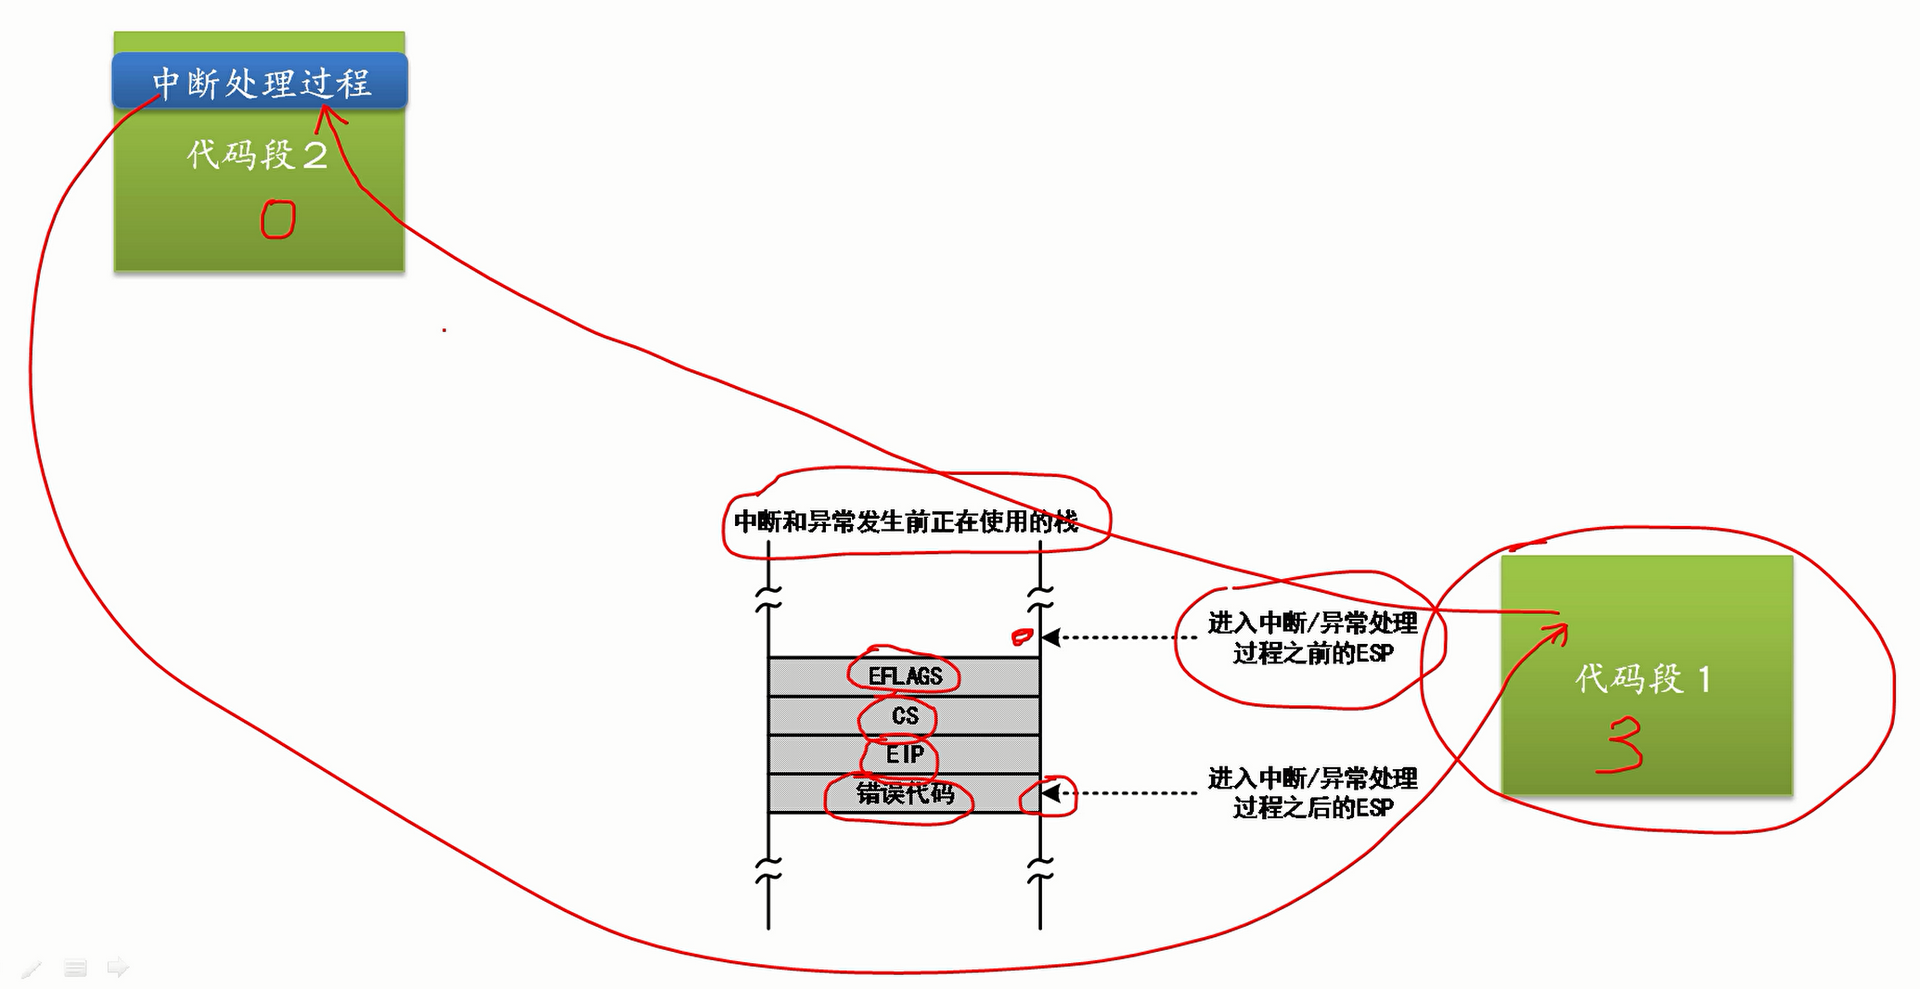 中断处理过程
代码段2
0
中断和异常发生前正在使用的栈
进入中断/异常处理
过程之前的ESP
EFLAGS
CS
EIP
错误代码
进入中断/异常处理
过程之后的ESP
代码段1
3